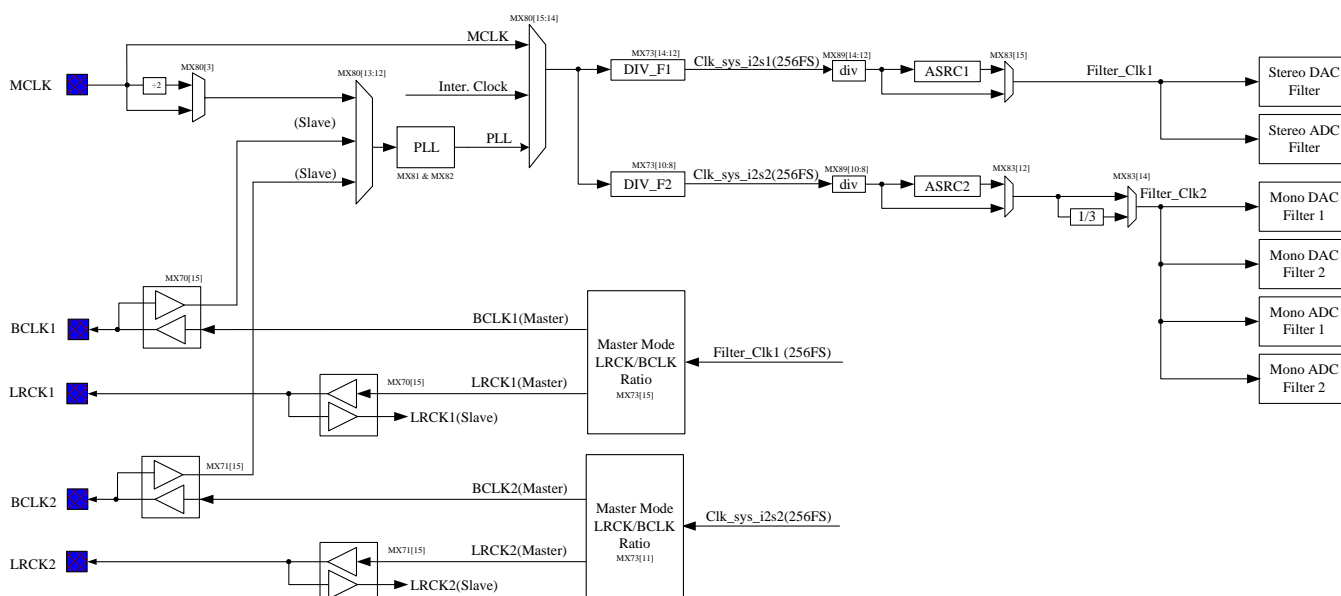 MX80[15:14]
MCLK
MX80[3]
MX80[13:12]
MX73[14:12]
Clk_sys_i2s1(256FS)
MX89[14:12]
MX83[15]
MCLK
÷2
DIV_F1
div
ASRC1
Filter_Clk1
Stereo DAC
Filter
Inter. Clock
(Slave)
PLL
PLL
MX81 & MX82
Stereo ADC
Filter
(Slave)
MX73[10:8]
DIV_F2
Clk_sys_i2s2(256FS)
MX89[10:8]
div
ASRC2
MX83[12]
MX83[14]
Filter_Clk2
1/3
Mono DAC
Filter 1
Mono DAC
Filter 2
Mono ADC
Filter 1
Mono ADC
Filter 2
MX70[15]
BCLK1
BCLK1(Master)
Master Mode
LRCK/BCLK
Ratio
MX73[15]
Filter_Clk1 (256FS)
LRCK1
MX70[15]
LRCK1(Master)
LRCK1(Slave)
MX71[15]
BCLK2
BCLK2(Master)
Master Mode
LRCK/BCLK
Ratio
MX73[11]
Clk_sys_i2s2(256FS)
LRCK2
MX71[15]
LRCK2(Master)
LRCK2(Slave)